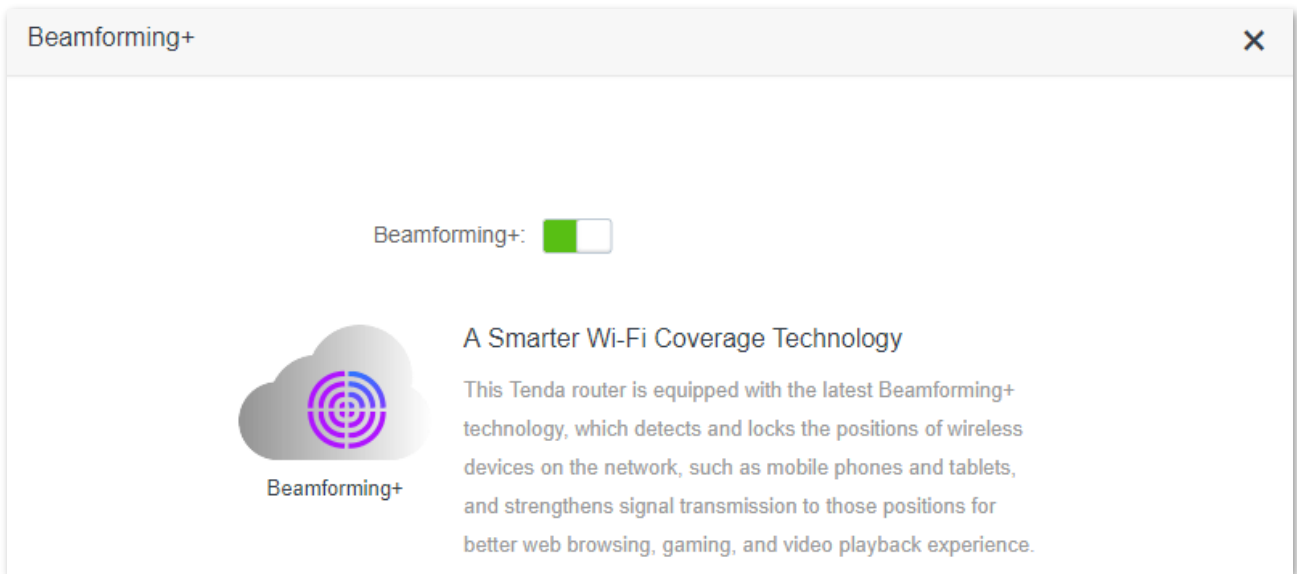 Beamforming+
Beamforming+:
A Smarter Wi-Fi Coverage Technology
This Tenda router is equipped with the latest Beamforming+
technology, which detects and locks the positions of wireless
devices on the network, such as mobile phones and tablets,
and strengthens signal transmission to those positions for
better web browsing, gaming, and video playback experience.
Beamforming+